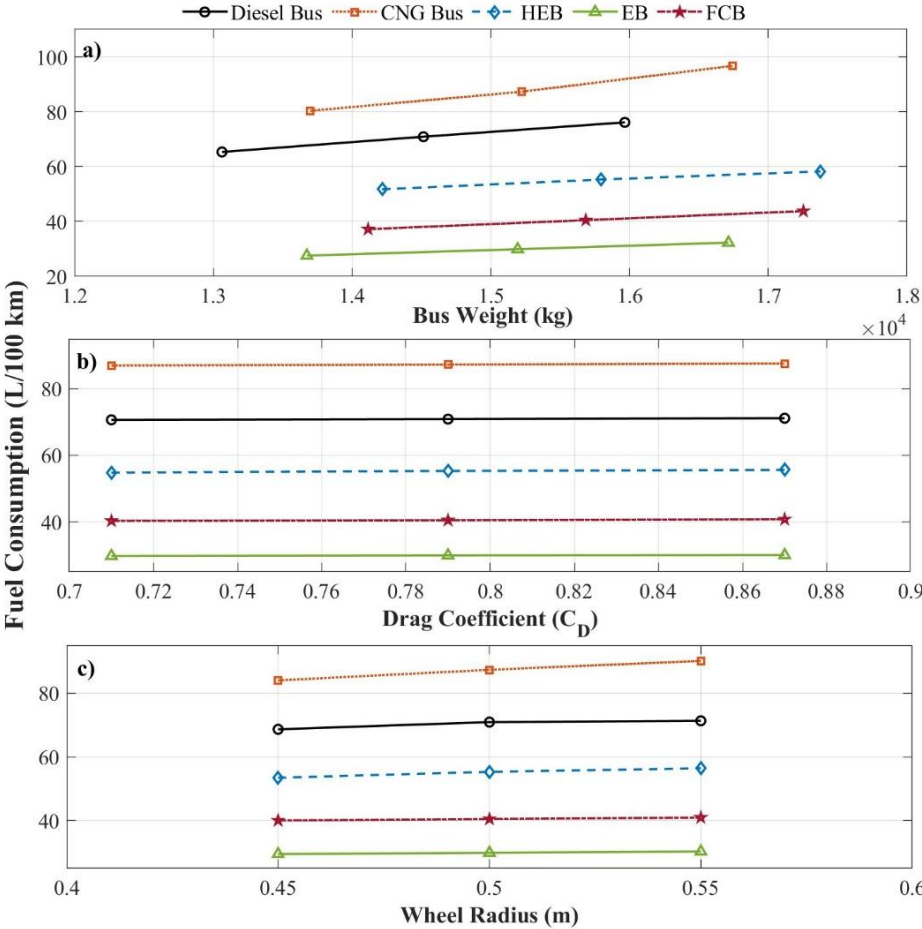 Diesel Bus CNG Bus HEB EB FCB
a)
100
80
60
40
20
1.2 1.3 1.4 1.5 1.6 1.7 1.8
Bus Weight (kg)
×10^4
Fuel Consumption (L/100 km)
b)
80
60
40
0.7 0.72 0.74 0.76 0.78 0.8 0.82 0.84 0.86 0.88 0.9
Drag Coefficient (C_D)
c)
80
60
40
0.4 0.45 0.5 0.55 0.6
Wheel Radius (m)